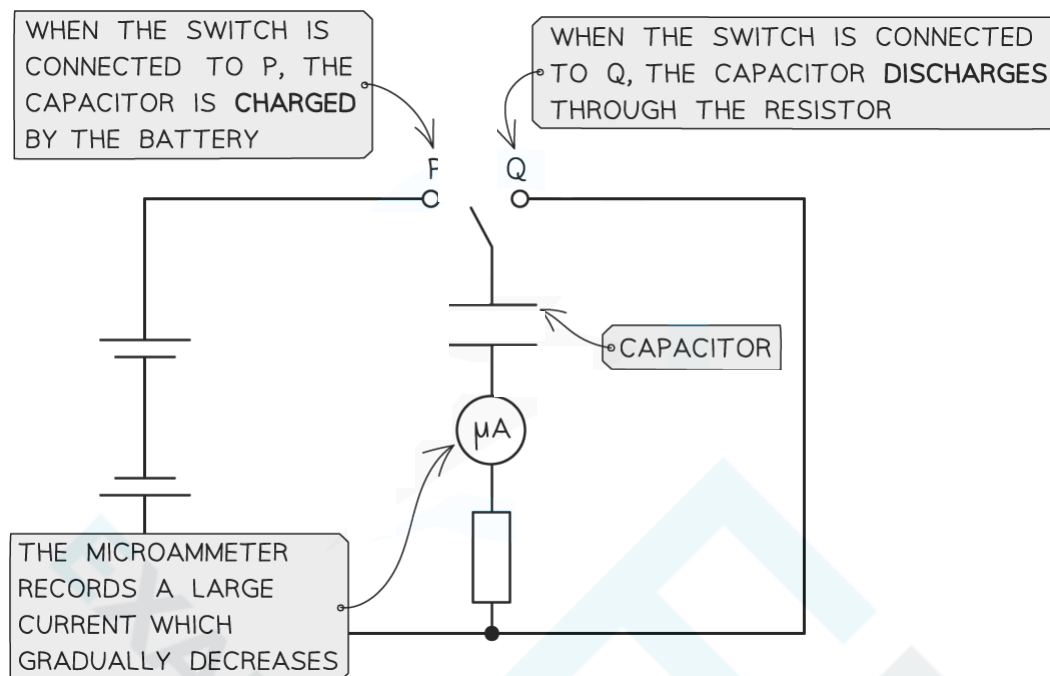 WHEN THE SWITCH IS
CONNECTED TO P, THE
CAPACITOR IS CHARGED
BY THE BATTERY
WHEN THE SWITCH IS CONNECTED
TO Q, THE CAPACITOR DISCHARGES
THROUGH THE RESISTOR
P
Q
CAPACITOR
μA
THE MICROAMMETER
RECORDS A LARGE
CURRENT WHICH
GRADUALLY DECREASES